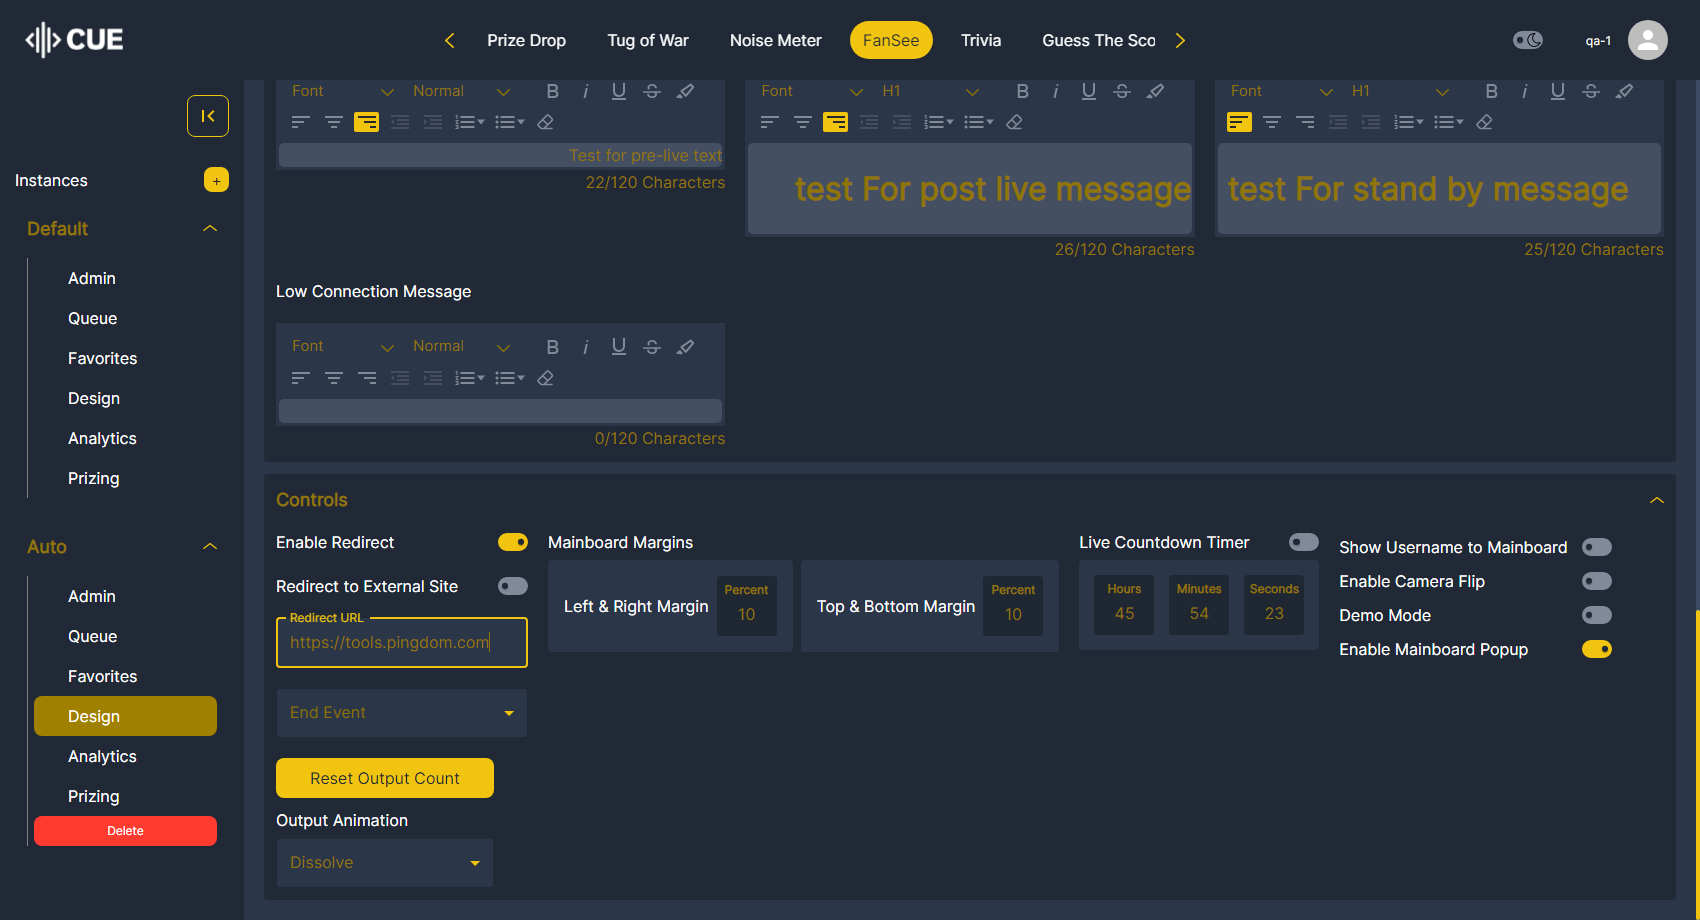 CUE
Prize Drop
Tug of War
Noise Meter
FanSee
Trivia
Guess The Sco
qa-1
Instances
+
Default
Admin
Queue
Favorites
Design
Analytics
Prizing
Auto
Admin
Queue
Favorites
Design
Analytics
Prizing
Delete
Font
Normal
B i U S
Test for pre-live text
22/120 Characters
Font
H1
B i U S
test For post live message
26/120 Characters
Font
H1
B i U S
test For stand by message
25/120 Characters
Low Connection Message
Font
Normal
B i U S
0/120 Characters
Controls
Enable Redirect
Redirect to External Site
Redirect URL
https://tools.pingdom.com
End Event
Reset Output Count
Output Animation
Dissolve
Mainboard Margins
Left & Right Margin
Percent
10
Top & Bottom Margin
Percent
10
Live Countdown Timer
Hours
45
Minutes
54
Seconds
23
Show Username to Mainboard
Enable Camera Flip
Demo Mode
Enable Mainboard Popup